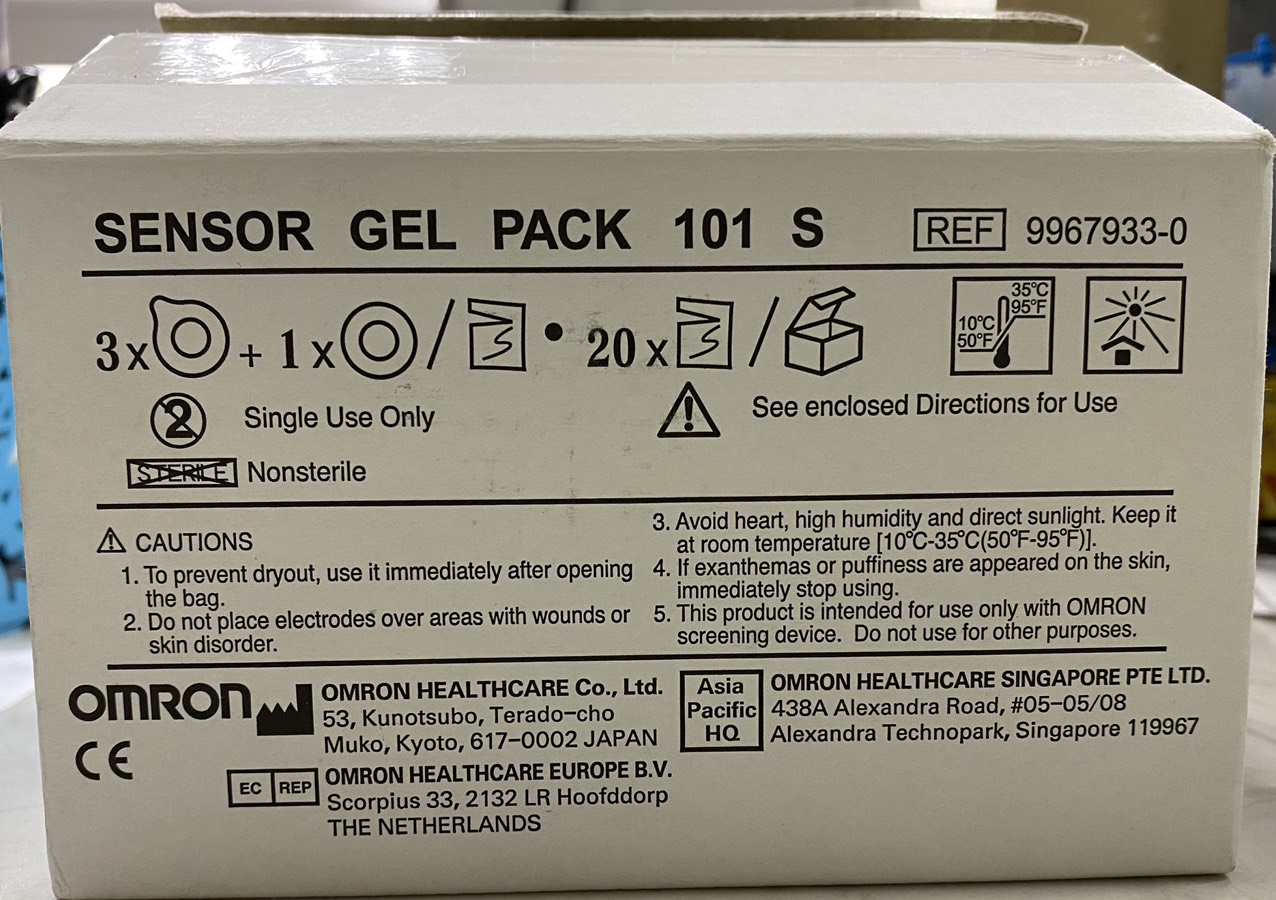 SENSOR GEL PACK 101 S REF 9967933-0
3x + 1x / • 20x /
10℃ 50℉ 35℃ 95℉
2 Single Use Only
See enclosed Directions for Use
STERILE Nonsterile
CAUTIONS
1. To prevent dryout, use it immediately after opening
the bag.
2. Do not place electrodes over areas with wounds or
skin disorder.
3. Avoid heart, high humidity and direct sunlight. Keep it
at room temperature [10℃-35℃(50℉-95℉)].
4. If exanthemas or puffiness are appeared on the skin,
immediately stop using.
5. This product is intended for use only with OMRON
screening device. Do not use for other purposes.
OMRON
CE
OMRON HEALTHCARE Co., Ltd.
53, Kunotsubo, Terado-cho
Muko, Kyoto, 617-0002 JAPAN
EC REP
OMRON HEALTHCARE EUROPE B.V.
Scorpius 33, 2132 LR Hoofddorp
THE NETHERLANDS
Asia
Pacific
HQ
OMRON HEALTHCARE SINGAPORE PTE LTD.
438A Alexandra Road, #05-05/08
Alexandra Technopark, Singapore 119967